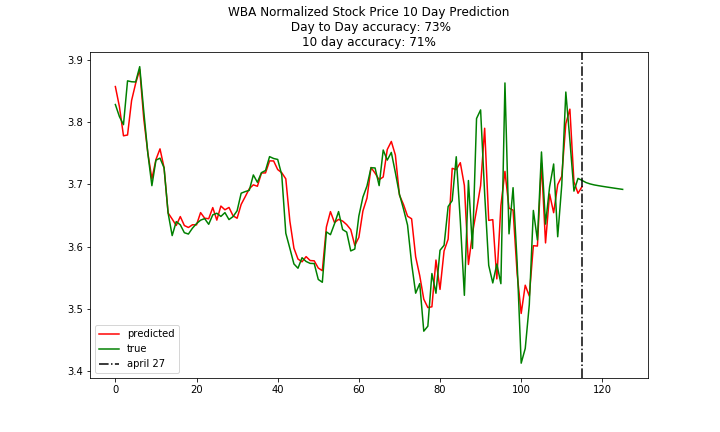 WBA Normalized Stock Price 10 Day Prediction
Day to Day accuracy: 73%
10 day accuracy: 71%
3.9
3.8
3.7
3.6
3.5
3.4
predicted
true
april 27
0
20
40
60
80
100
120